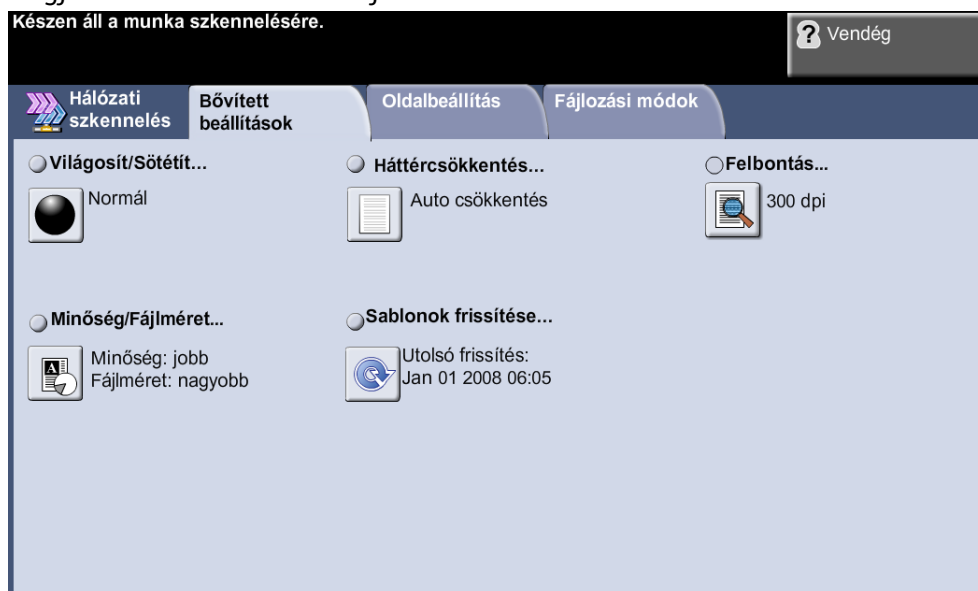 Készen áll a munka szkennelésére.
? Vendég
Hálózati
szkennelés
Bővített
beállítások
Oldalbeállítás
Fájlozási módok
Világosít/Sötétít...
Normál
Háttércsökkentés...
Auto csökkentés
Felbontás...
300 dpi
Minőség/Fájlméret...
A
Minőség: jobb
Fájlméret: nagyobb
Sablonok frissítése...
Utolsó frissítés:
Jan 01 2008 06:05